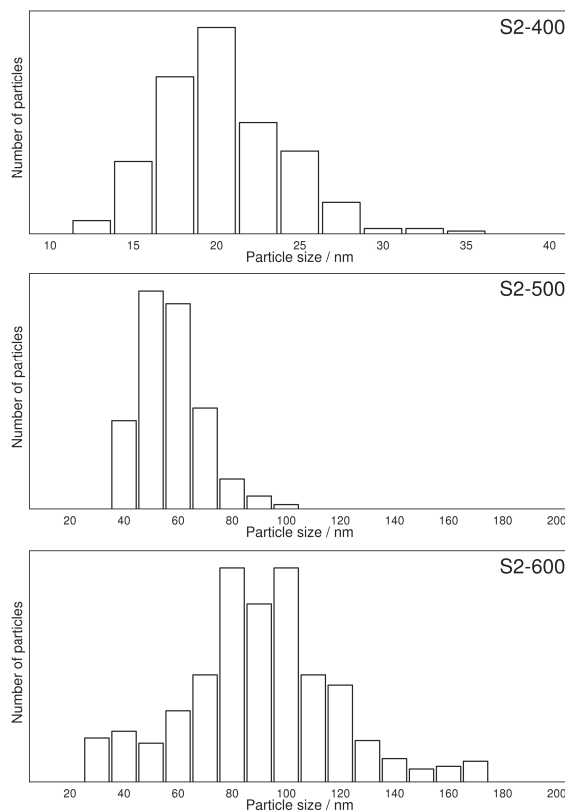 S2-400
Number of particles
10 15 20 25 30 35 40
Particle size / nm
S2-500
Number of particles
20 40 60 80 100 120 140 160 180 200
Particle size / nm
S2-600
Number of particles
20 40 60 80 100 120 140 160 180 200
Particle size / nm